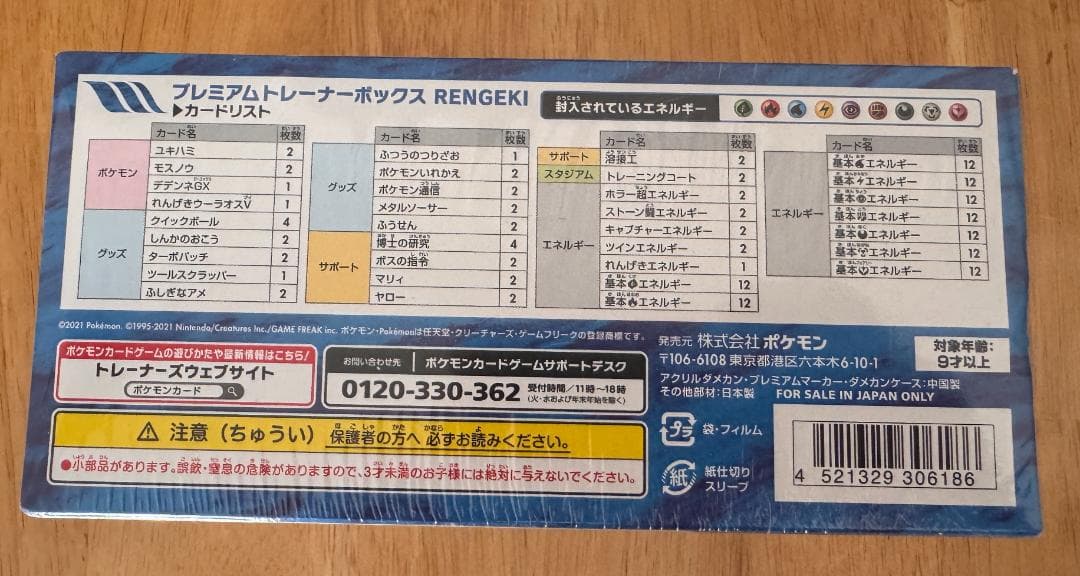 プレミアムトレーナーボックス RENGEKI
▶カードリスト
封入されているエネルギー
カード名 枚数
ポケモン
ユキハミ 2
モスノウ 2
デデンネGX 1
れんげきウーラオスV 1
グッズ
クイックボール 4
しんかのおこう 2
ターボパッチ 2
ツールスクラッパー 1
ふしぎなアメ 2
カード名 枚数
グッズ
ふつうのつりざお 1
ポケモンいれかえ 2
ポケモン通信 2
メタルソーサー 2
ふうせん 2
サポート
博士の研究 4
ボスの指令 2
マリィ 2
ヤロー 2
カード名 枚数
サポート 溶接工 2
スタジアム トレーニングコート 2
エネルギー
ホラー超エネルギー 2
ストーン闘エネルギー 2
キャプチャーエネルギー 2
ツインエネルギー 2
れんげきエネルギー 1
基本エネルギー 12
基本エネルギー 12
カード名 枚数
エネルギー
基本エネルギー 12
基本エネルギー 12
基本エネルギー 12
基本エネルギー 12
基本エネルギー 12
基本エネルギー 12
基本エネルギー 12
©2021 Pokémon. ©1995-2021 Nintendo/Creatures Inc./GAME FREAK inc. ポケモン・Pokémonは任天堂・クリーチャーズ・ゲームフリークの登録商標です。
ポケモンカードゲームの遊びかたや最新情報はこちら!
トレーナーズウェブサイト
ポケモンカード
お問い合わせ先 ポケモンカードゲームサポートデスク
0120-330-362 受付時間/11時~18時
(火・水および年末年始を除く)
注意(ちゅうい) 保護者の方へ 必ずお読みください。
●小部品があります。誤飲・窒息の危険がありますので、3才未満のお子様には絶対に与えないでください。
発売元 株式会社ポケモン
〒106-6108 東京都港区六本木6-10-1
対象年齢:
9才以上
アクリルダメカン・プレミアムマーカー・ダメカンケース:中国製
その他部材:日本製 FOR SALE IN JAPAN ONLY
プラ 袋・フィルム
紙 紙仕切り
スリーブ
4 521329 306186